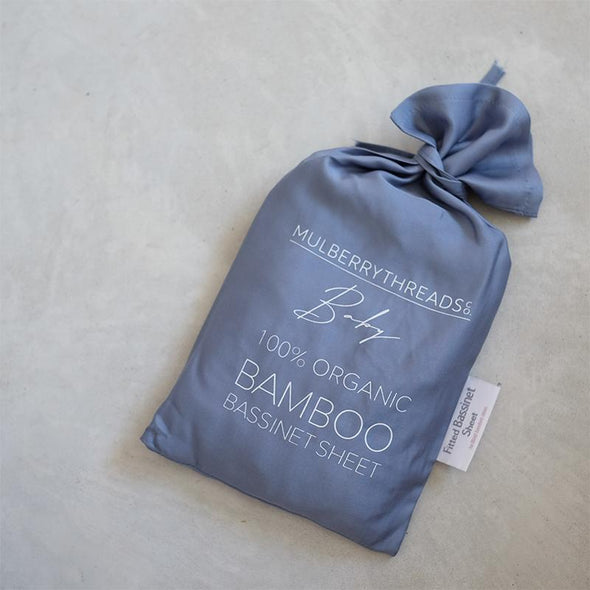 MULBERRYTHREADS CO.
Baby
100% ORGANIC
BAMBOO
BASSINET SHEET
Fitted Bassinet
Sheet